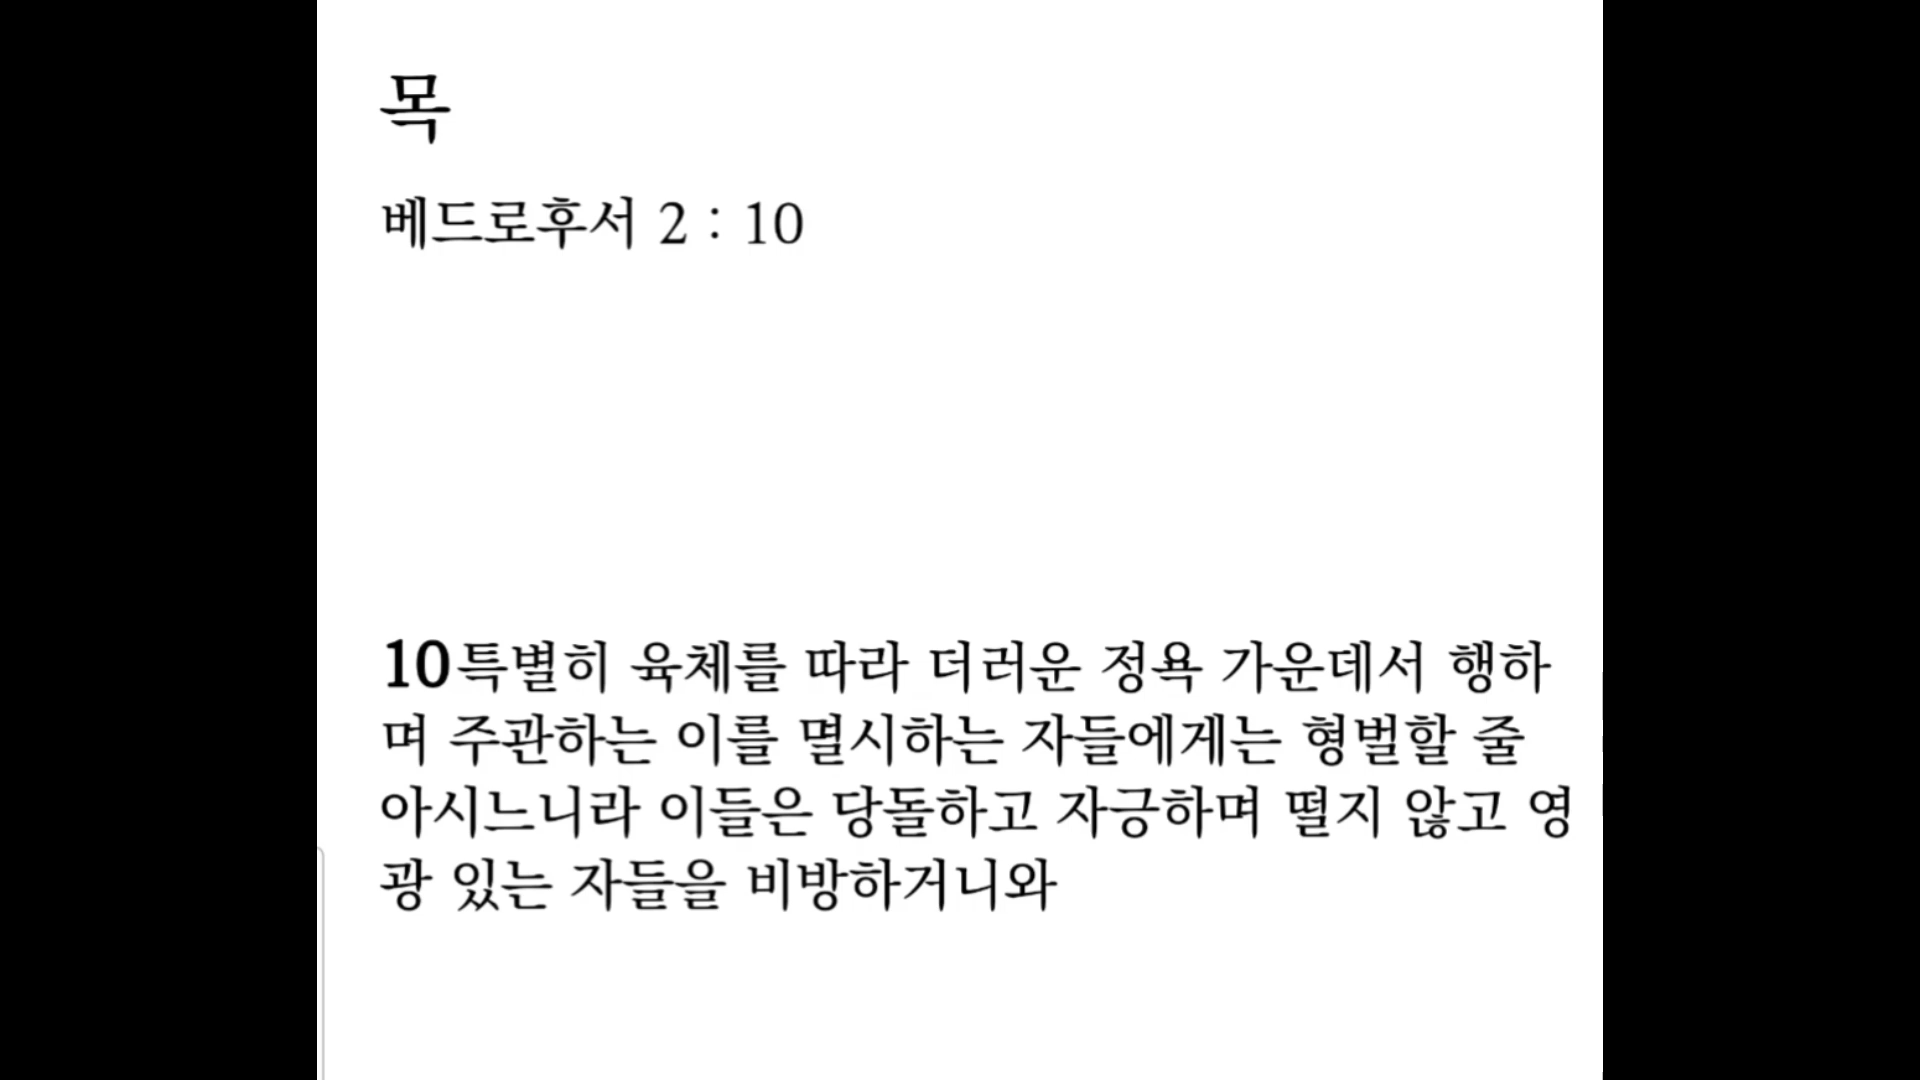 목
베드로후서 2 : 10
10특별히 육체를 따라 더러운 정욕 가운데서 행하
며 주관하는 이를 멸시하는 자들에게는 형벌할 줄
아시느니라 이들은 당돌하고 자긍하며 떨지 않고 영
광 있는 자들을 비방하거니와